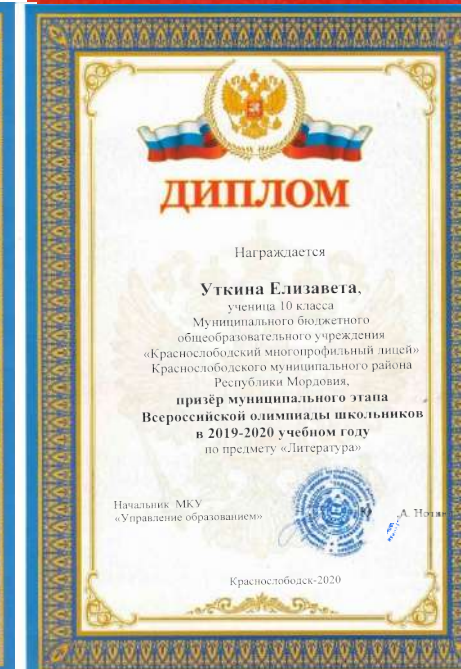 ДИПЛОМ
Награждается
Уткина Елизавета,
ученица 10 класса
Муниципального бюджетного
общеобразовательного учреждения
«Краснослободский многопрофильный лицей»
Краснослободского муниципального района
Республики Мордовия,
призёр муниципального этапа
Всероссийской олимпиады школьников
в 2019-2020 учебном году
по предмету «Литература»
Начальник МКУ
«Управление образованием»
А.
Краснослободск-2020